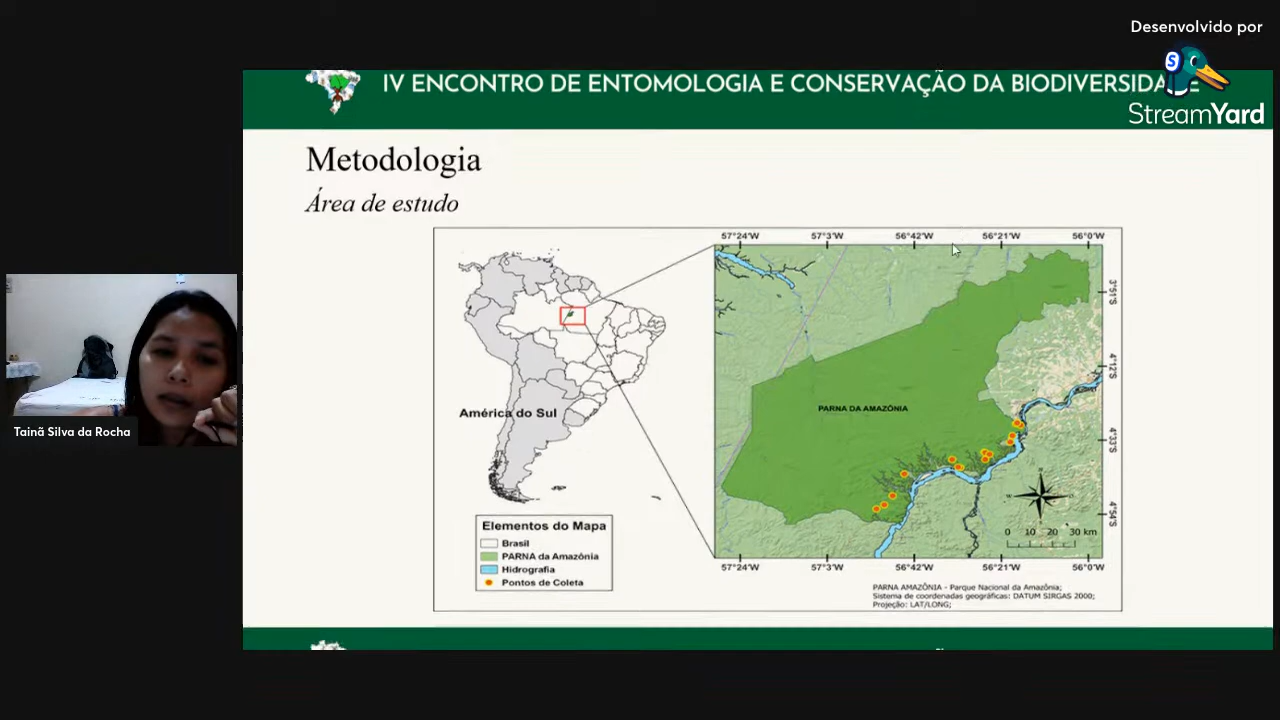 Desenvolvido por
StreamYard
IV ENCONTRO DE ENTOMOLOGIA E CONSERVAÇÃO DA BIODIVERSIDADE
Metodologia
Área de estudo
57°24'W 57°3'W 56°42'W 56°21'W 56°0'W
3°51'S
4°12'S
4°33'S
4°54'S
PARNA DA AMAZÔNIA
América do Sul
N
W
0 10 20 30 km
57°24'W 57°3'W 56°42'W 56°21'W 56°0'W
Elementos do Mapa
Brasil
PARNA da Amazônia
Hidrografia
Pontos de Coleta
PARNA AMAZÔNIA - Parque Nacional da Amazônia;
Sistema de coordenadas geográficas: DATUM SIRGAS 2000;
Projeção: LAT/LONG;
Tainã Silva da Rocha